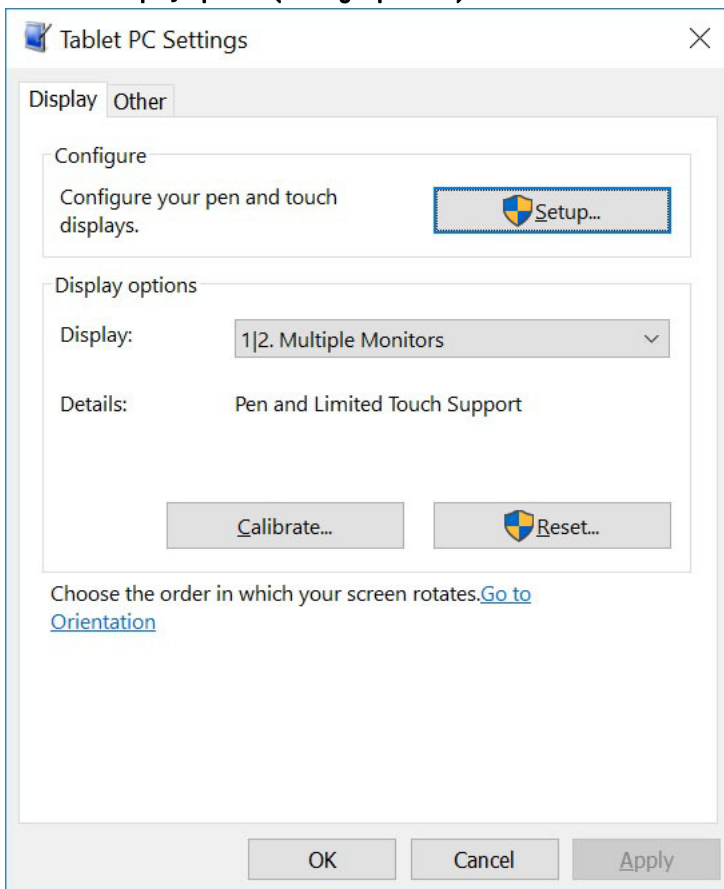 Tablet PC Settings
Display Other
Configure
Configure your pen and touch
displays.
Setup...
Display options
Display: 1|2. Multiple Monitors
Details: Pen and Limited Touch Support
Calibrate... Reset...
Choose the order in which your screen rotates.Go to
Orientation
OK Cancel Apply